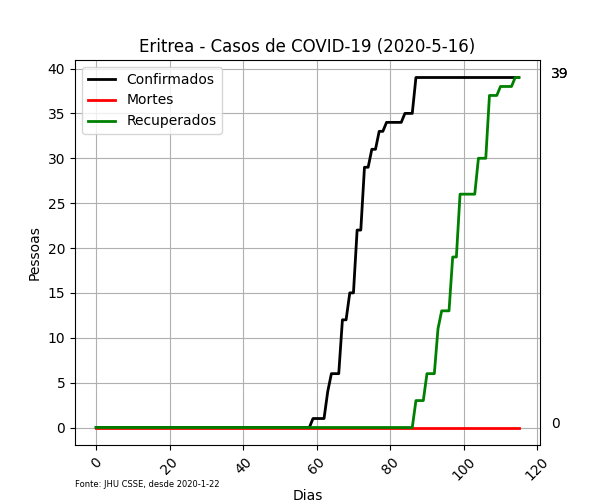 Eritrea - Casos de COVID-19 (2020-5-16)
Confirmados
Mortes
Recuperados
39
0
Pessoas
40
35
30
25
20
15
10
5
0
0
20
40
60
80
100
120
Dias
Fonte: JHU CSSE, desde 2020-1-22